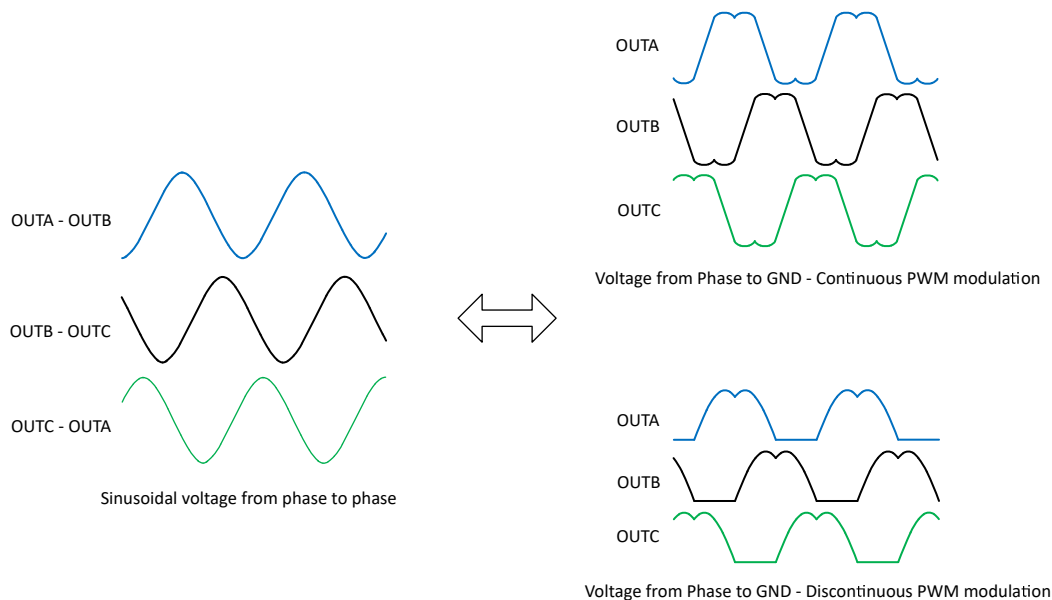 OUTA - OUTB
OUTB - OUTC
OUTC - OUTA
Sinusoidal voltage from phase to phase
OUTA
OUTB
OUTC
Voltage from Phase to GND - Continuous PWM modulation
OUTA
OUTB
OUTC
Voltage from Phase to GND - Discontinuous PWM modulation